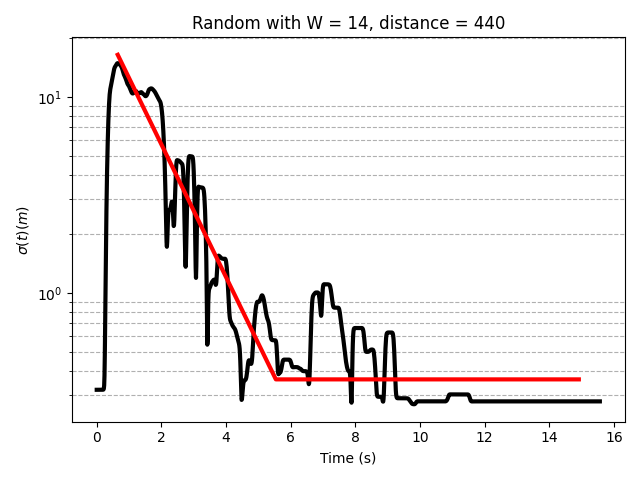 Random with W = 14, distance = 440
σ(t)(m)
10¹
10⁰
0 2 4 6 8 10 12 14 16
Time (s)